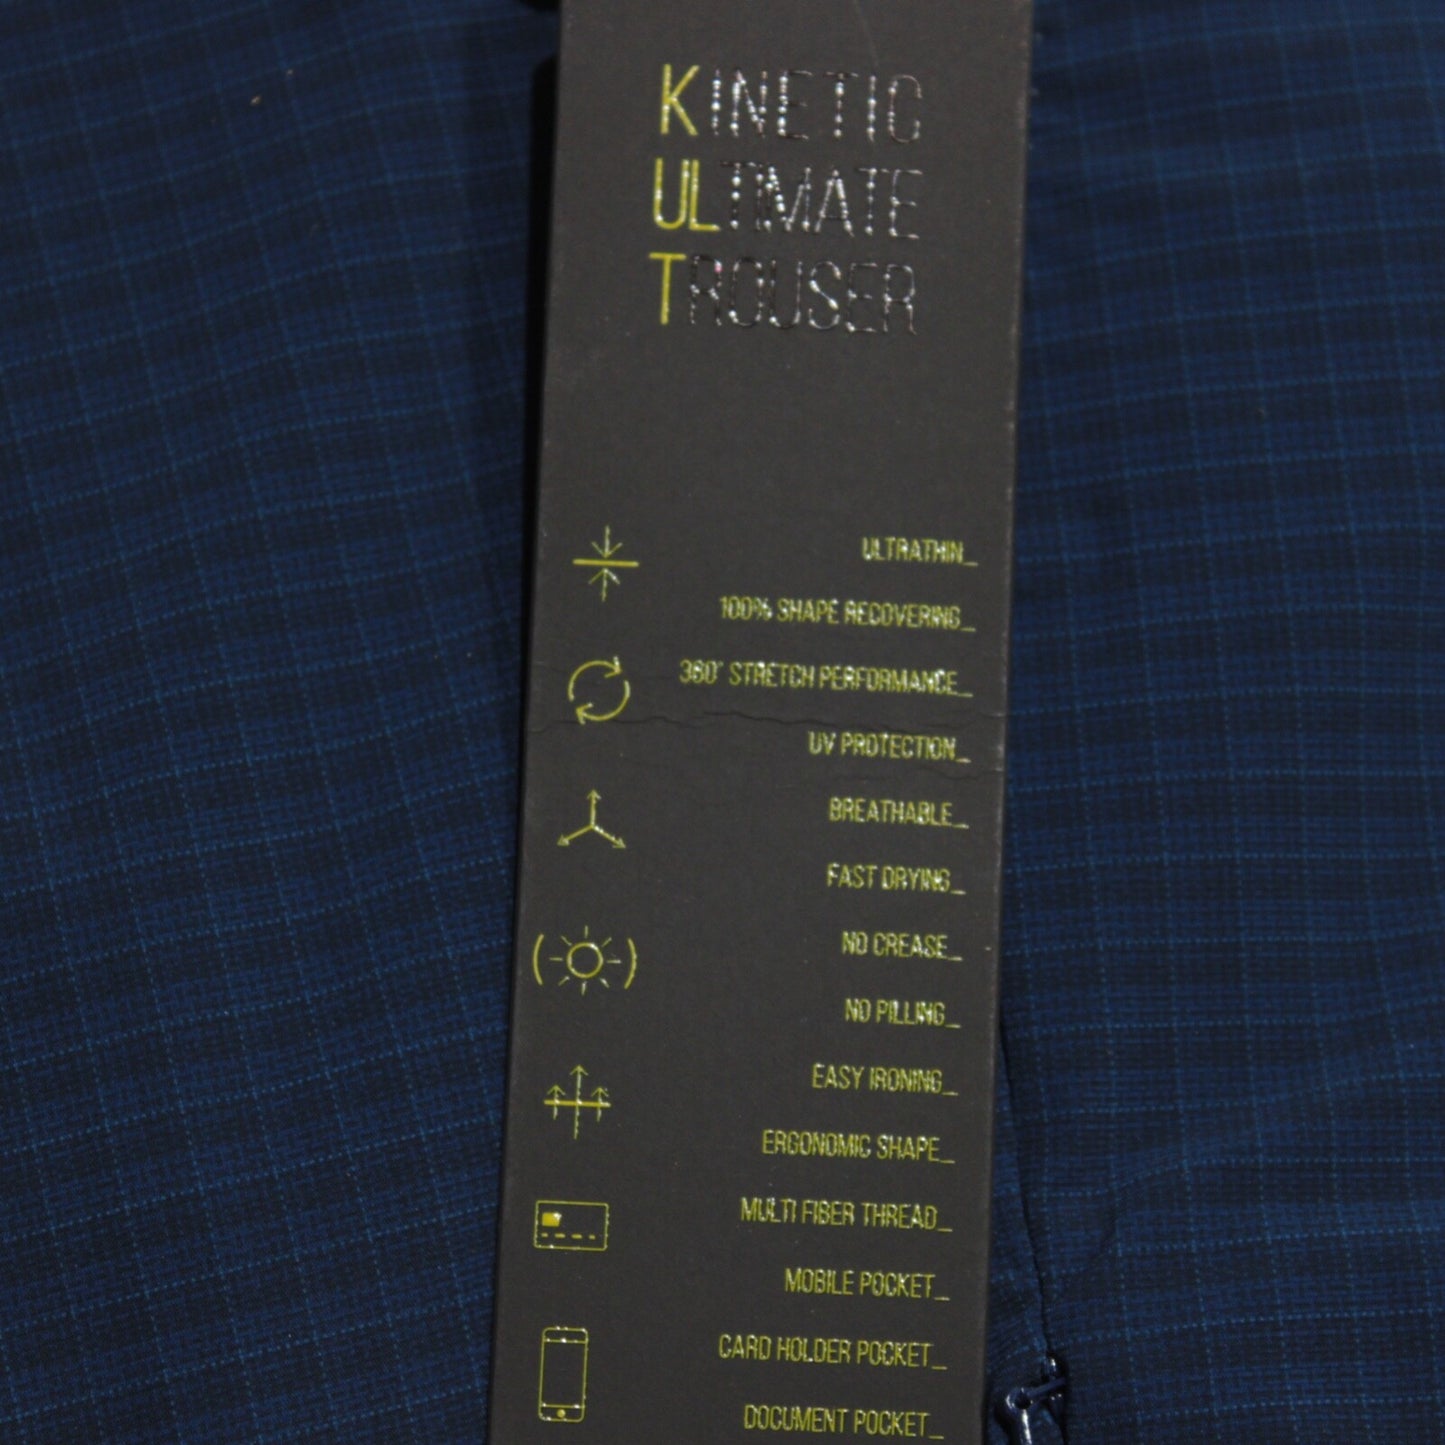 KINETIC
ULTIMATE
TROUSER
ULTRATHIN_
100% SHAPE RECOVERING_
360° STRETCH PERFORMANCE_
UV PROTECTION_
BREATHABLE_
FAST DRYING_
NO CREASE_
NO PILLING_
EASY IRONING_
ERGONOMIC SHAPE_
MULTI FIBER THREAD_
MOBILE POCKET_
CARD HOLDER POCKET_
DOCUMENT POCKET_